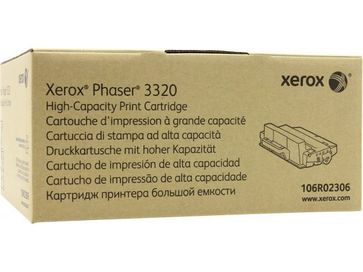 Xerox® Phaser® 3320
xerox
High-Capacity Print Cartridge
Cartouche d'impression à grande capacité
Cartuccia di stampa ad alta capacità
Druckkartusche mit hoher Kapazität
Cartucho de impresión de alta capacidad
Cartucho de impressão de alta capacidade
Картридж принтера большой емкости
106R02306
www.xerox.com